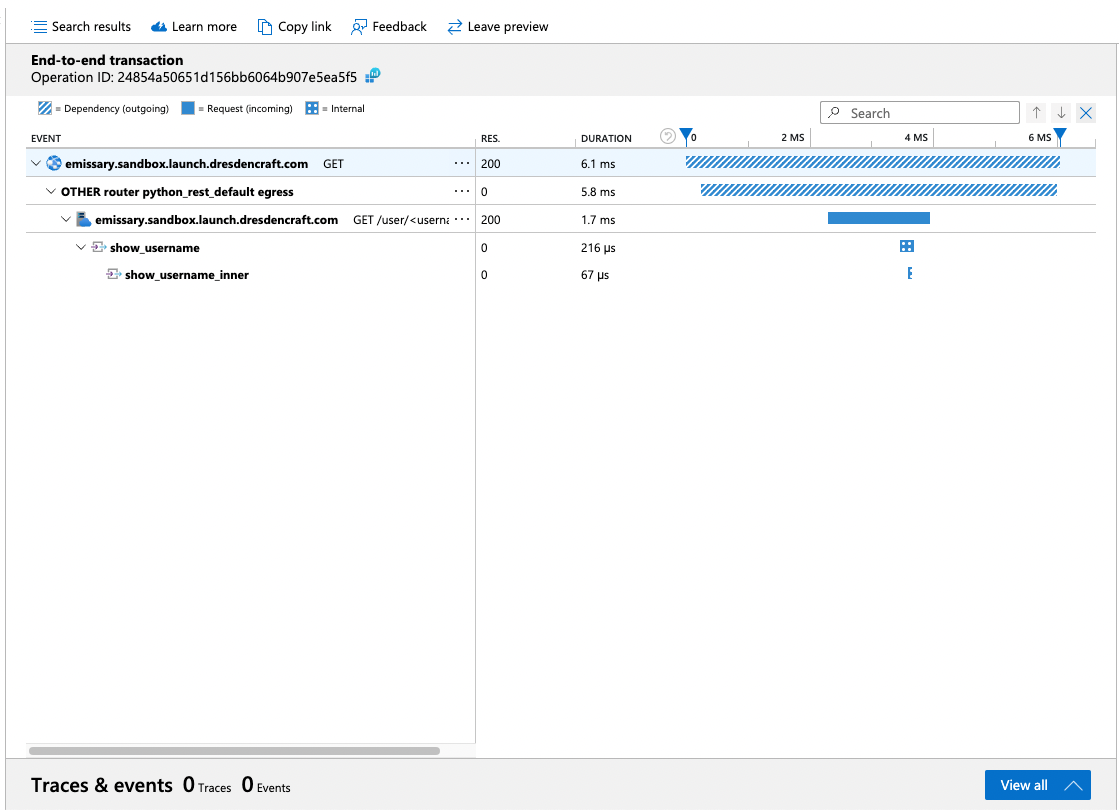 Search results Learn more Copy link Feedback Leave preview
End-to-end transaction
Operation ID: 24854a50651d156bb6064b907e5ea5f5
= Dependency (outgoing) = Request (incoming) = Internal
Search
EVENT RES. DURATION 0 2 MS 4 MS 6 MS
emissary.sandbox.launch.dresdencraft.com GET ... 200 6.1 ms
OTHER router python_rest_default egress ... 0 5.8 ms
emissary.sandbox.launch.dresdencraft.com GET /user/<userna ... 200 1.7 ms
show_username 0 216 µs
show_username_inner 0 67 µs
Traces & events 0 Traces 0 Events
View all